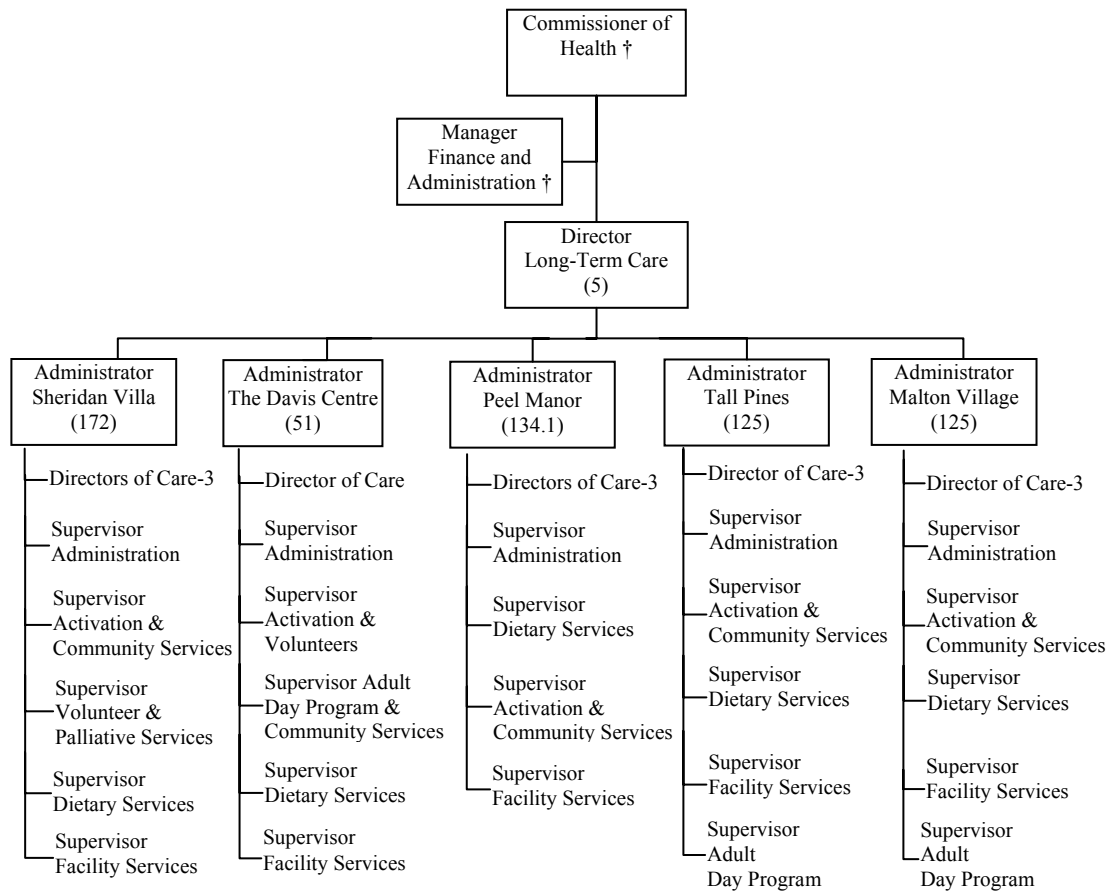 Commissioner of
Health †
Manager
Finance and
Administration †
Director
Long-Term Care
(5)
Administrator
Sheridan Villa
(172)
Directors of Care-3
Supervisor
Administration
Supervisor
Activation &
Community Services
Supervisor
Volunteer &
Palliative Services
Supervisor
Dietary Services
Supervisor
Facility Services
Administrator
The Davis Centre
(51)
Director of Care
Supervisor
Administration
Supervisor
Activation &
Volunteers
Supervisor Adult
Day Program &
Community Services
Supervisor
Dietary Services
Supervisor
Facility Services
Administrator
Peel Manor
(134.1)
Directors of Care-3
Supervisor
Administration
Supervisor
Dietary Services
Supervisor
Activation &
Community Services
Supervisor
Facility Services
Administrator
Tall Pines
(125)
Director of Care-3
Supervisor
Administration
Supervisor
Activation &
Community Services
Supervisor
Dietary Services
Supervisor
Facility Services
Supervisor
Adult
Day Program
Administrator
Malton Village
(125)
Director of Care-3
Supervisor
Administration
Supervisor
Activation &
Community Services
Supervisor
Dietary Services
Supervisor
Facility Services
Supervisor
Adult
Day Program